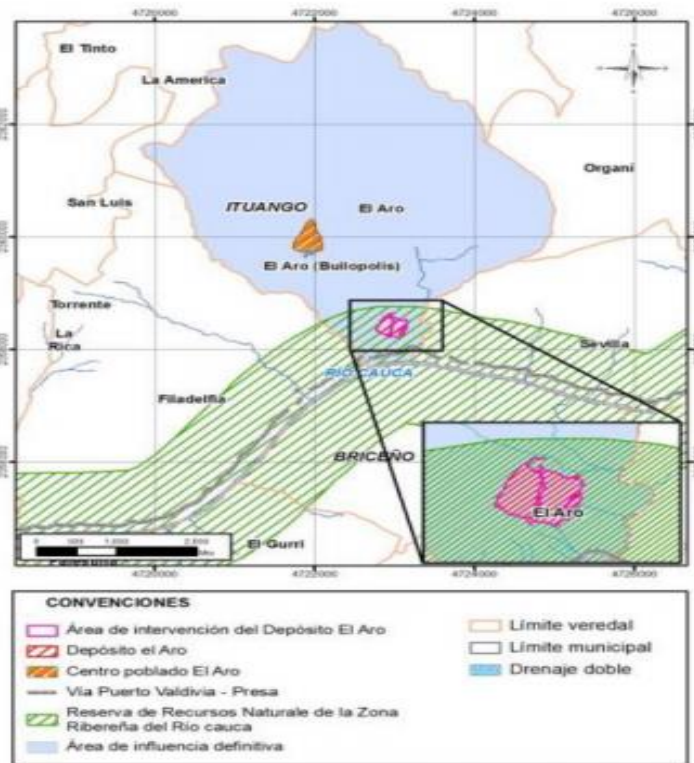 4720000 4722000 4724000 4726000
El Tinto
La America
Organí
San Luis
ITUANGO El Aro
El Aro (Builopolis)
Torrente
La Rica
Sevilla
RIO CAUCA
Filadelfia
BRICEÑO
El Aro
El Gurri
4720000 4722000 4724000 4726000
CONVENCIONES
Área de intervención del Depósito El Aro
Depósito el Aro
Centro poblado El Aro
Vía Puerto Valdivia - Presa
Reserva de Recursos Naturale de la Zona
Ribereña del Río cauca
Área de influencia definitiva
Límite veredal
Límite municipal
Drenaje doble